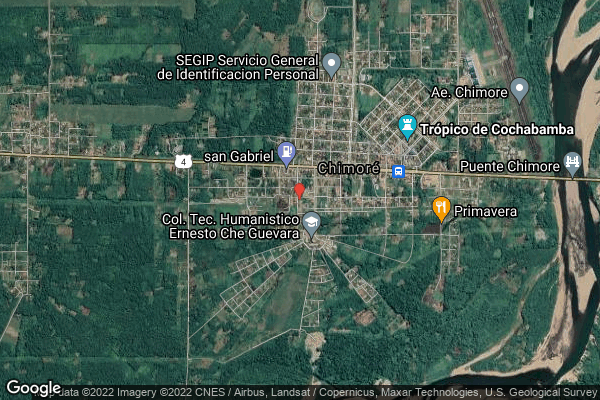 SEGIP Servicio General
de Identificacion Personal
Ae. Chimore
Trópico de Cochabamba
san Gabriel
4
Chimoré
Puente Chimore
Primavera
Col. Tec. Humanistico
Ernesto Che Guevara
Google
data ©2022 Imagery ©2022 CNES / Airbus, Landsat / Copernicus, Maxar Technologies, U.S. Geological Survey